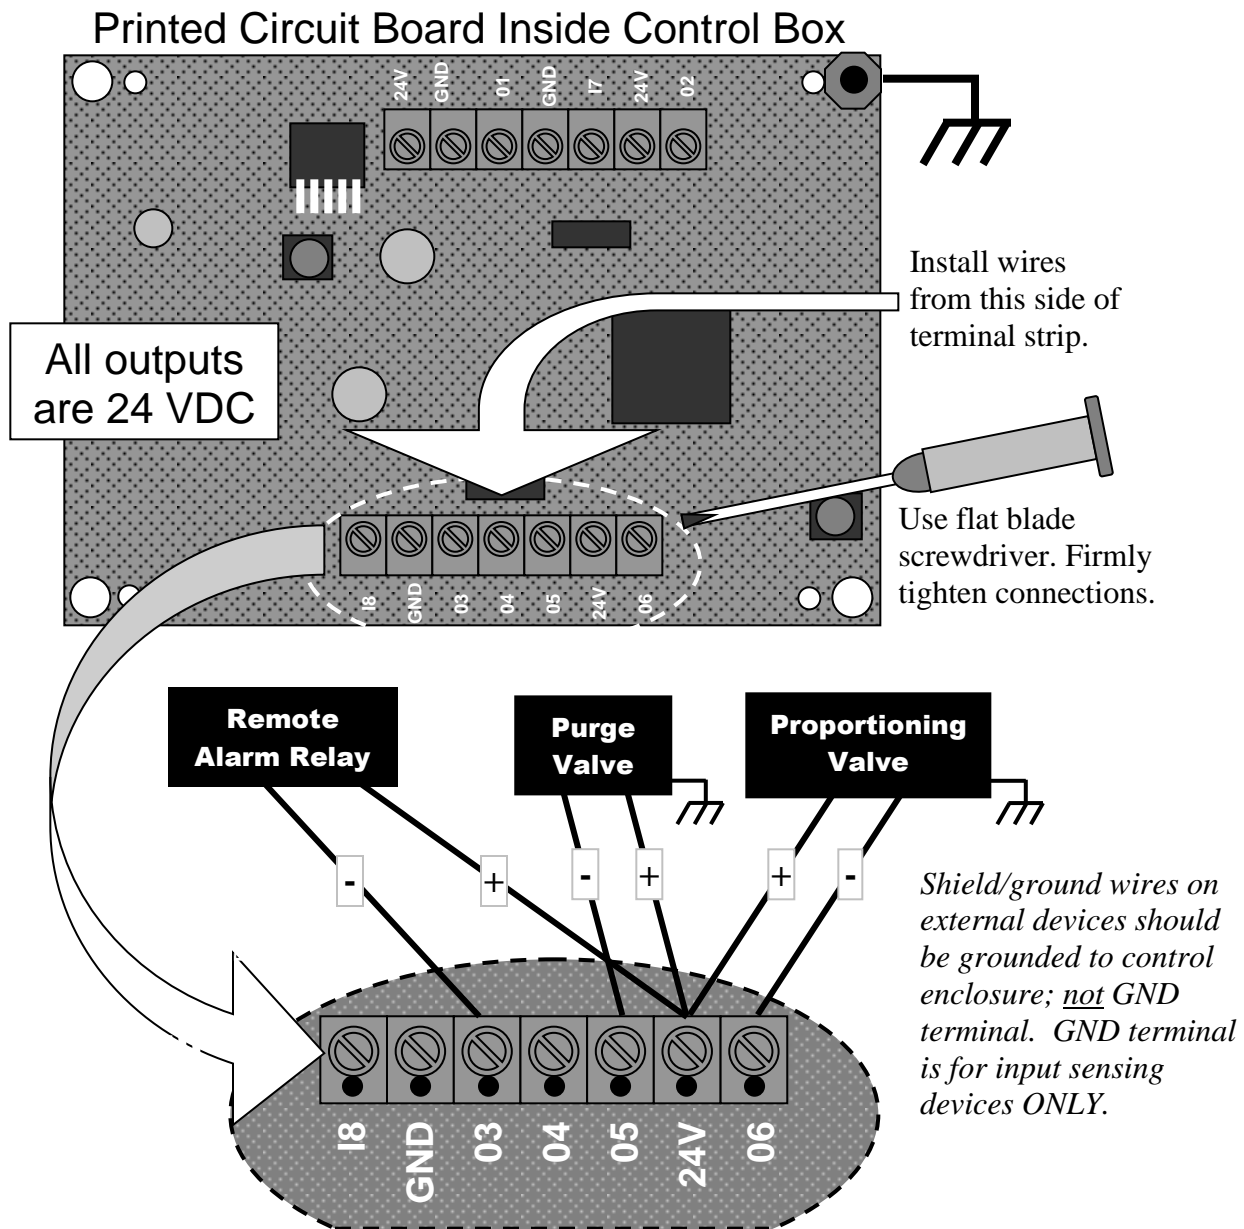 Printed Circuit Board Inside Control Box
24V GND 01 GND I7 24V 02
Install wires
from this side of
terminal strip.
All outputs
are 24 VDC
Use flat blade
screwdriver. Firmly
tighten connections.
I8 GND 03 04 05 24V 06
Remote
Alarm Relay
Purge
Valve
Proportioning
Valve
- + - + + -
Shield/ground wires on
external devices should
be grounded to control
enclosure; not GND
terminal. GND terminal
is for input sensing
devices ONLY.
I8 GND 03 04 05 24V 06